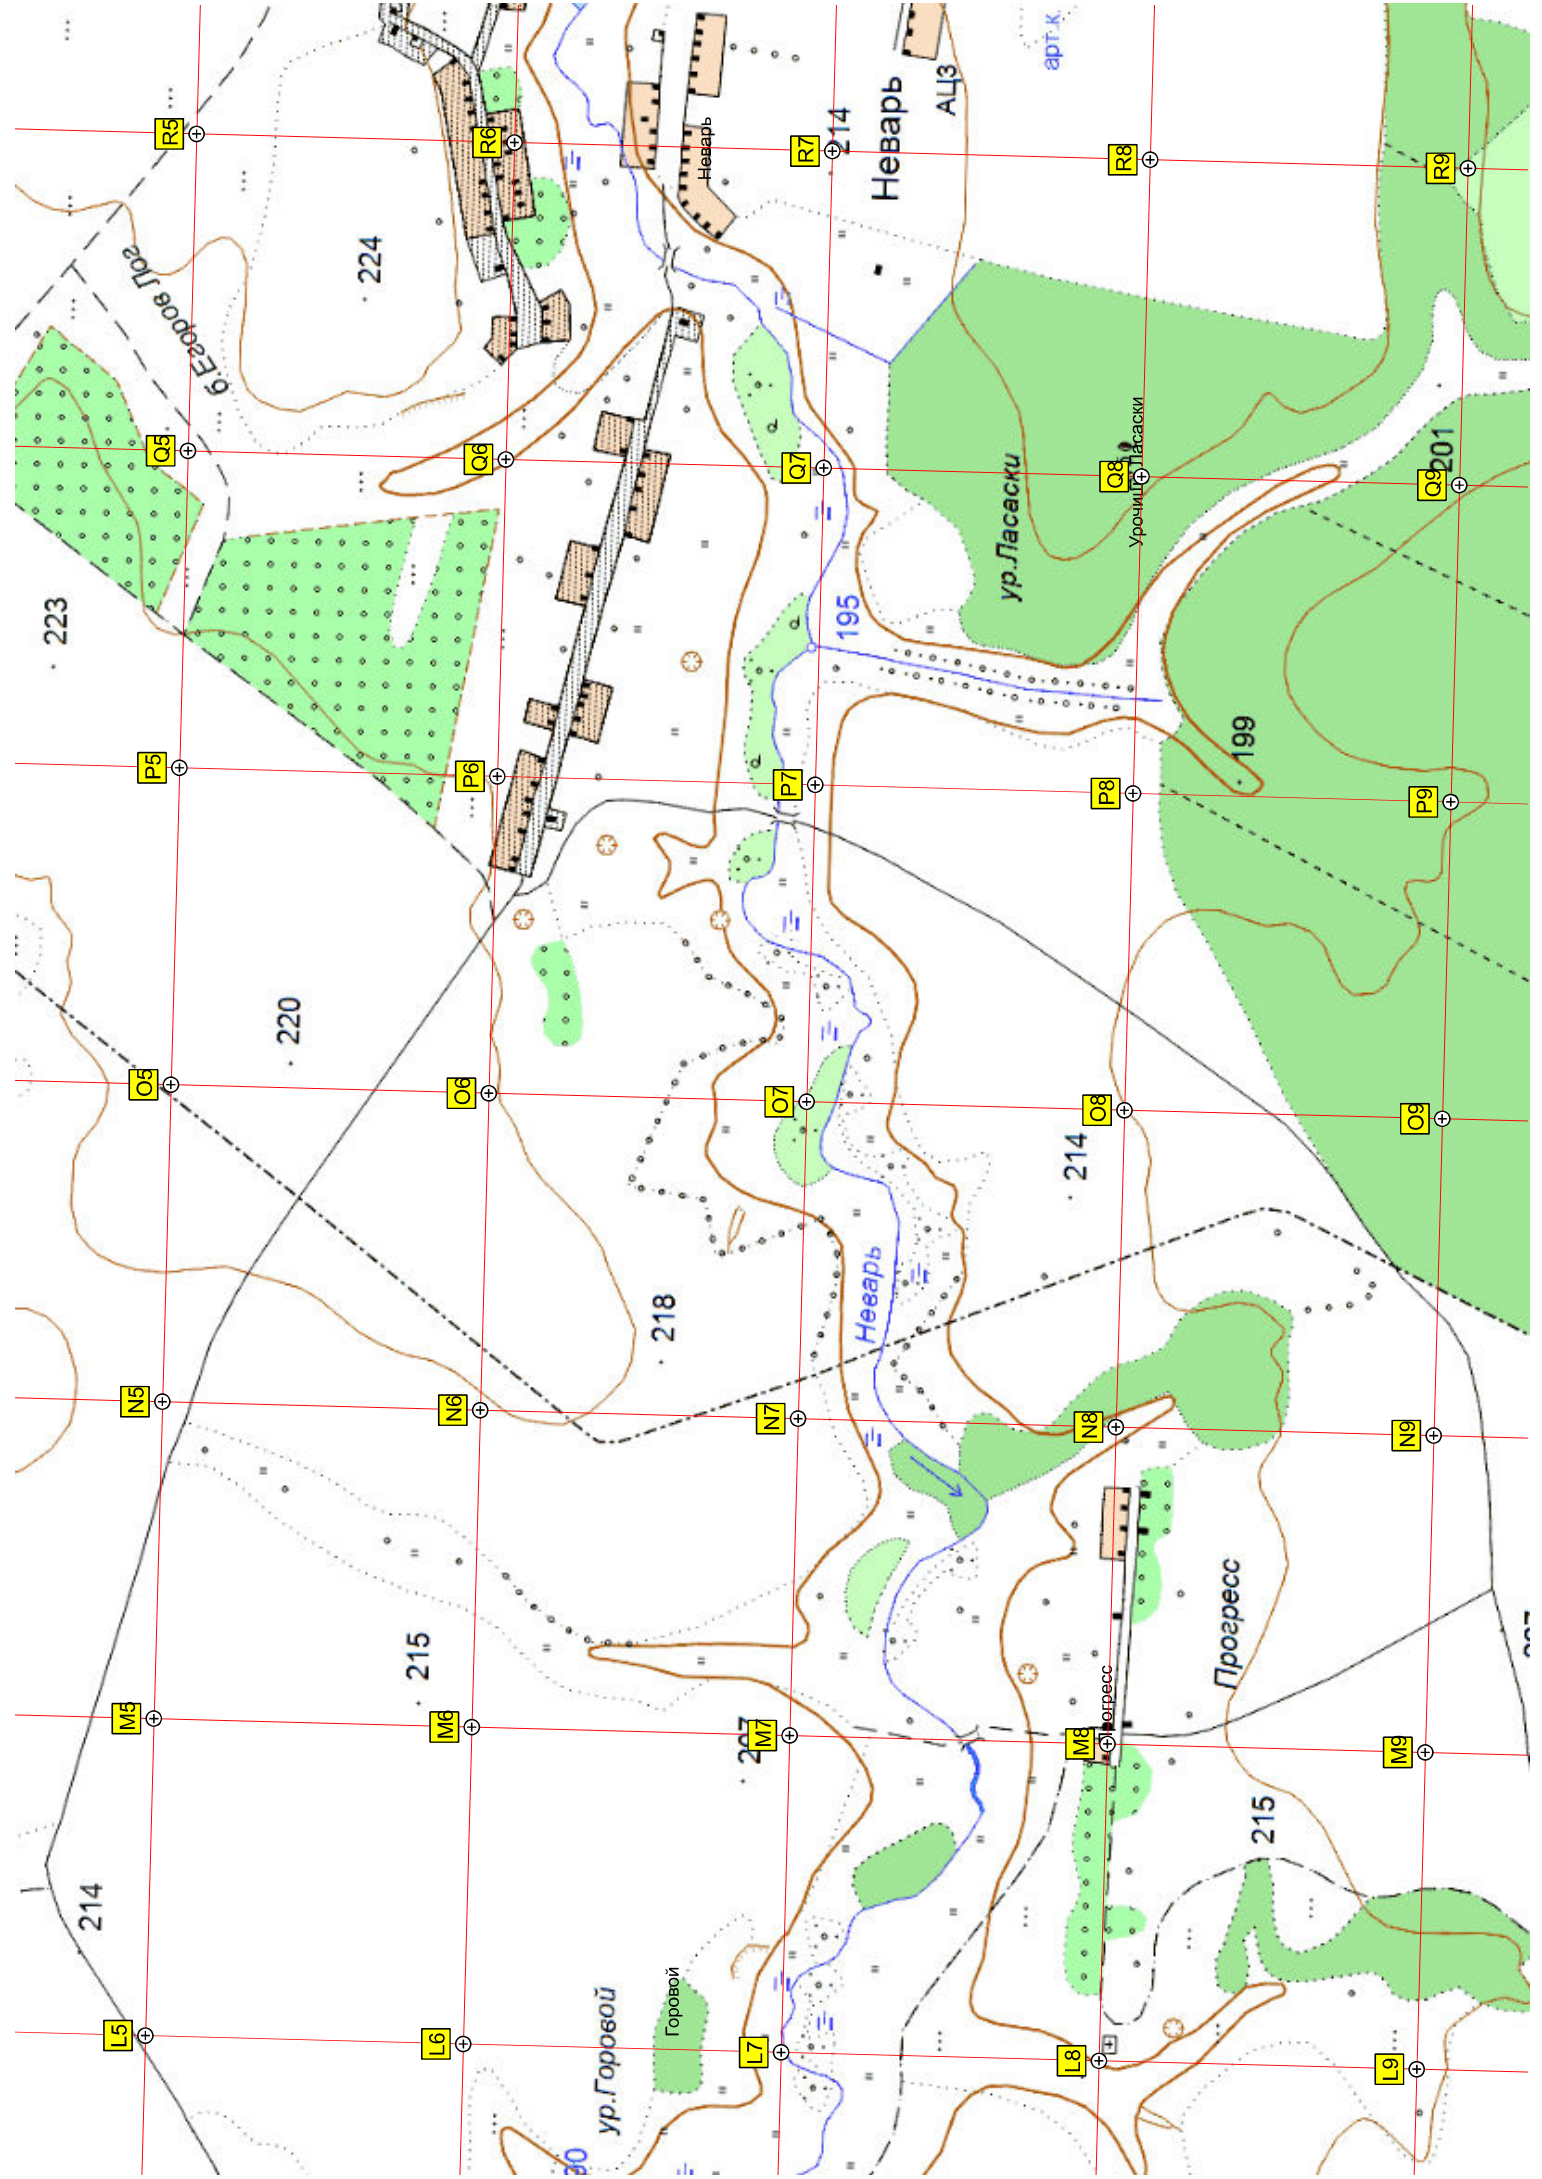 R5
R6
R7
R8
R9
Q5
Q6
Q7
Q8
Q9
P5
P6
P7
P8
P9
O5
O6
O7
O8
O9
N5
N6
N7
N8
N9
M5
M6
M7
M8
M9
L5
L6
L7
L8
L9
арт.к.
АЦЗ
Неварь
Неварь
214
б.Егоров Лог
224
223
ур.Ласаски
Урочище Ласаски
201
195
199
220
214
218
Неварь
215
Прогресс
Прогресс
207
215
214
ур.Горовой
Горовой